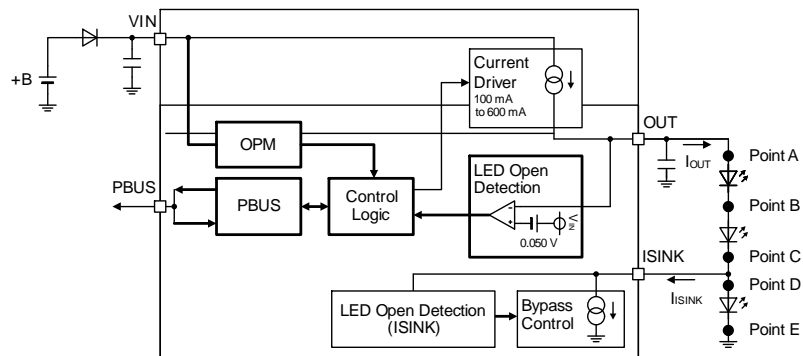 VIN
+B
Current
Driver
100 mA
to 600 mA
OUT
IOUT
Point A
OPM
LED Open
Detection
PBUS
PBUS
Control
Logic
-
+
VIN
0.050 V
Point B
ISINK
Point C
Point D
IISINK
LED Open Detection
(ISINK)
Bypass
Control
Point E